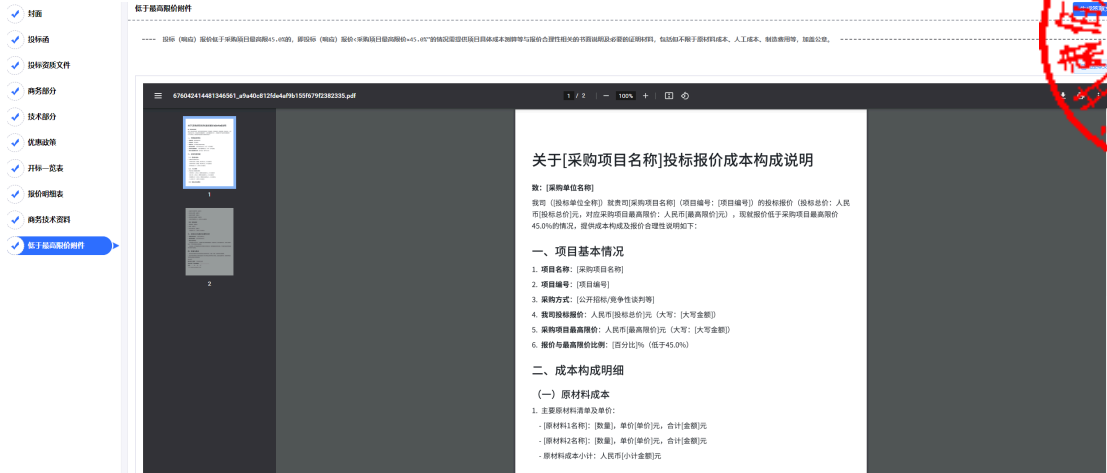 封面
投标函
投标资质文件
商务部分
技术部分
优惠政策
开标一览表
报价明细表
商务技术资料
低于最高限价附件
低于最高限价附件
投标（响应）报价低于采购项目最高限45.0%的，即投标（响应）报价<采购项目最高限价×45.0%"的情况需提供项目具体成本测算等与报价合理性相关的书面说明及必要的证明材料，包括但不限于原材料成本、人工成本、制造费用等，加盖公章。
676042414481346561_a9a40c812fde4af9b155f679f2382335.pdf
1 / 2
100%
1
2
关于[采购项目名称]投标报价成本构成说明
致：[采购单位名称]
我司（[投标单位全称]）就贵司[采购项目名称]（项目编号：[项目编号]）的投标报价（投标总价：人民
币[投标总价]元，对应采购项目最高限价：人民币[最高限价]元），现就报价低于采购项目最高限价
45.0%的情况，提供成本构成及报价合理性说明如下：
一、项目基本情况
1. 项目名称：[采购项目名称]
2. 项目编号：[项目编号]
3. 采购方式：[公开招标/竞争性谈判等]
4. 我司投标报价：人民币[投标总价]元（大写：[大写金额]）
5. 采购项目最高限价：人民币[最高限价]元（大写：[大写金额]）
6. 报价与最高限价比例：[百分比]%（低于45.0%）
二、成本构成明细
（一）原材料成本
1. 主要原材料清单及单价：
- [原材料1名称]：[数量]，单价[单价]元，合计[金额]元
- [原材料2名称]：[数量]，单价[单价]元，合计[金额]元
- 原材料成本小计：人民币[小计金额]元